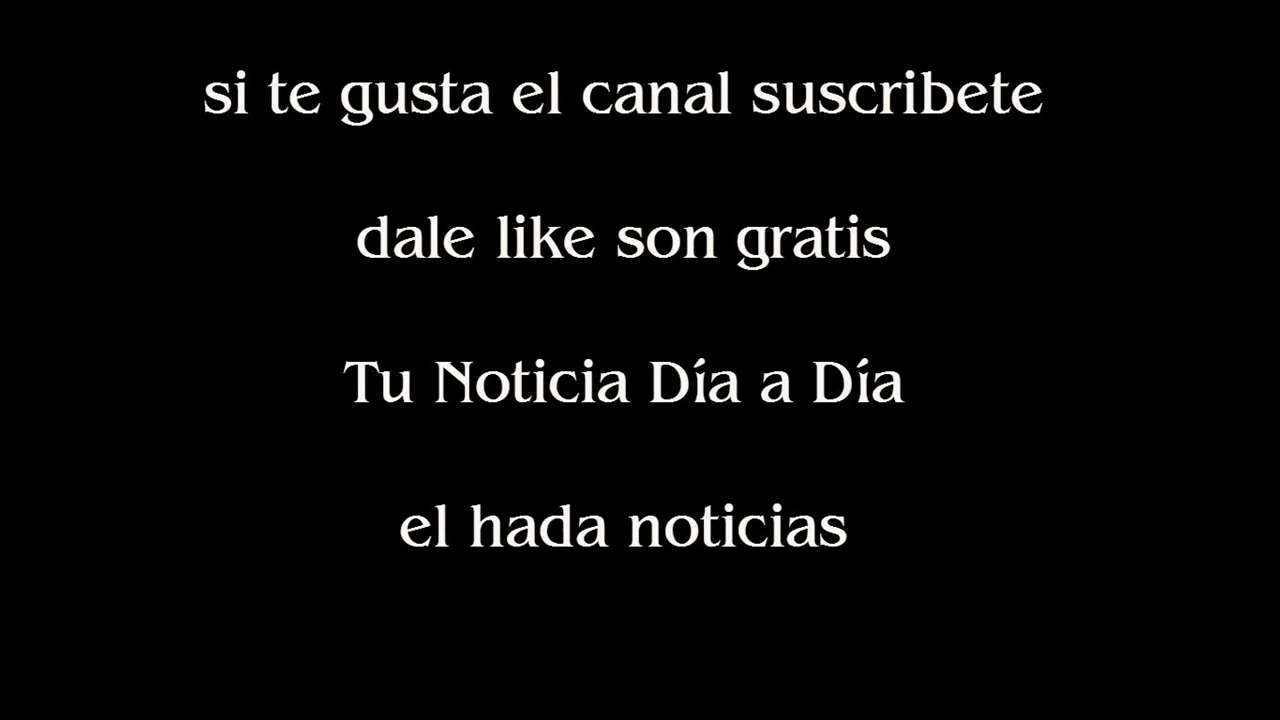 si te gusta el canal suscribete
dale like son gratis
Tu Noticia Día a Día
el hada noticias